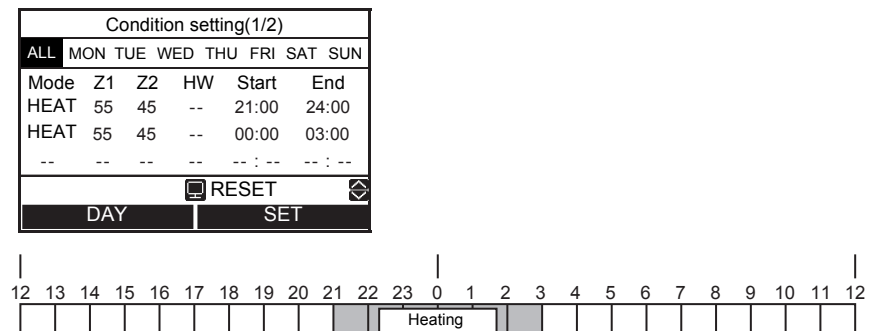 Condition setting(1/2)
ALL MON TUE WED THU FRI SAT SUN
Mode Z1 Z2 HW Start End
HEAT 55 45 -- 21:00 24:00
HEAT 55 45 -- 00:00 03:00
-- -- -- -- -- : -- -- : --
RESET
DAY SET
12 13 14 15 16 17 18 19 20 21 22 23 0 1 2 3 4 5 6 7 8 9 10 11 12
Heating